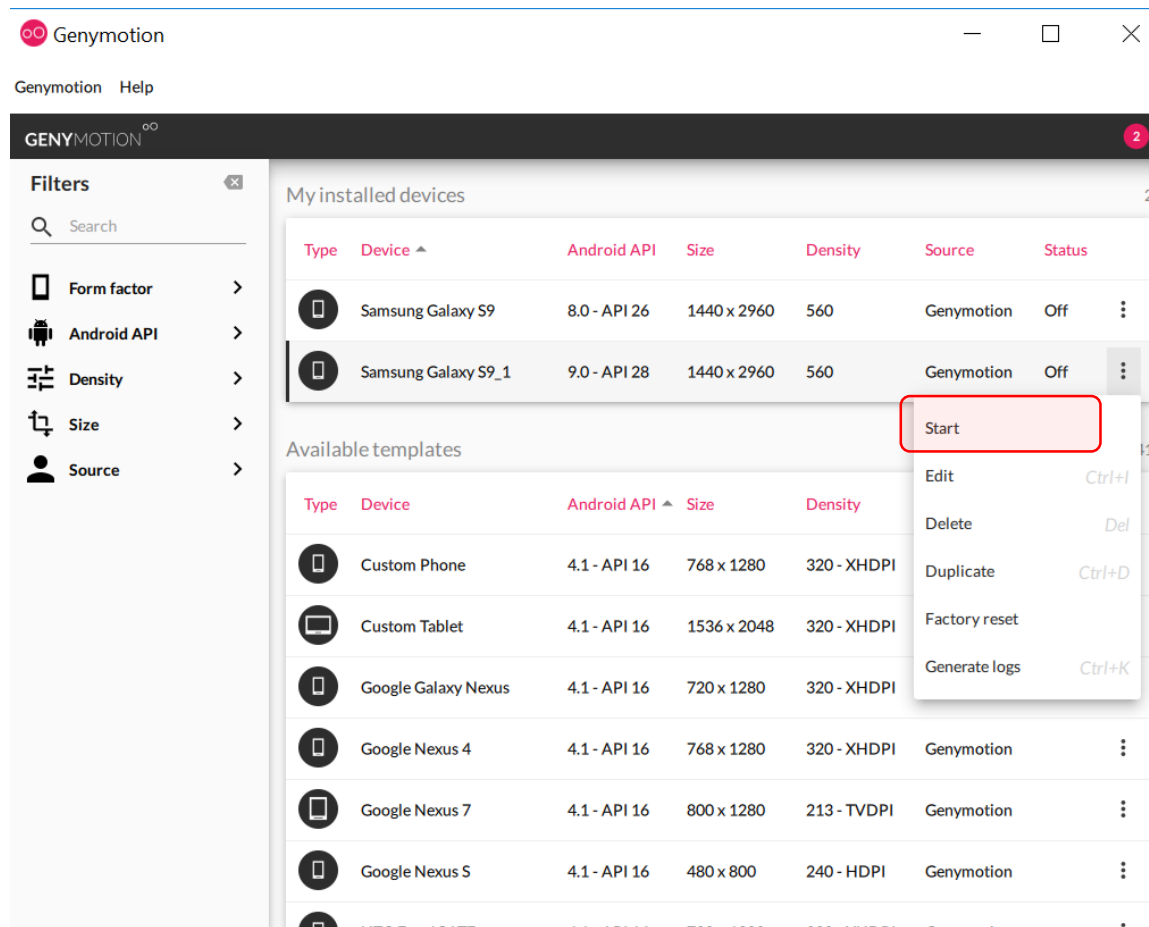 Genymotion
Genymotion Help
GENYMOTION
2
Filters
Search
Form factor
Android API
Density
Size
Source
My installed devices
2
Type Device Android API Size Density Source Status
Samsung Galaxy S9 8.0 - API 26 1440 x 2960 560 Genymotion Off
Samsung Galaxy S9_1 9.0 - API 28 1440 x 2960 560 Genymotion Off
Start
Edit Ctrl+I
Delete Del
Duplicate Ctrl+D
Factory reset
Generate logs Ctrl+K
Available templates
Type Device Android API Size Density
Custom Phone 4.1 - API 16 768 x 1280 320 - XHDPI
Custom Tablet 4.1 - API 16 1536 x 2048 320 - XHDPI
Google Galaxy Nexus 4.1 - API 16 720 x 1280 320 - XHDPI
Google Nexus 4 4.1 - API 16 768 x 1280 320 - XHDPI Genymotion
Google Nexus 7 4.1 - API 16 800 x 1280 213 - TVDPI Genymotion
Google Nexus S 4.1 - API 16 480 x 800 240 - HDPI Genymotion